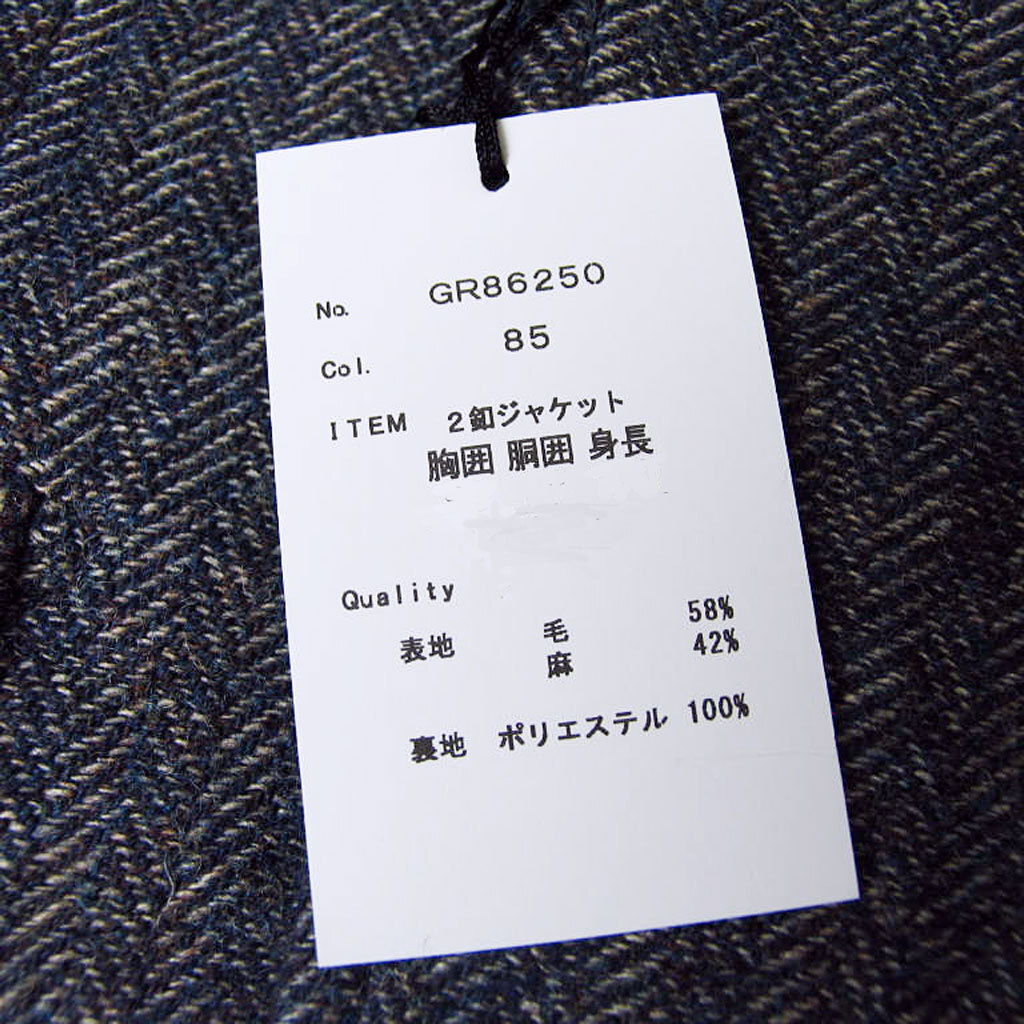 No. GR86250
Col. 85
ITEM 2釦ジャケット
胸囲 胴囲 身長
Quality
表地 毛 58%
麻 42%
裏地 ポリエステル 100%